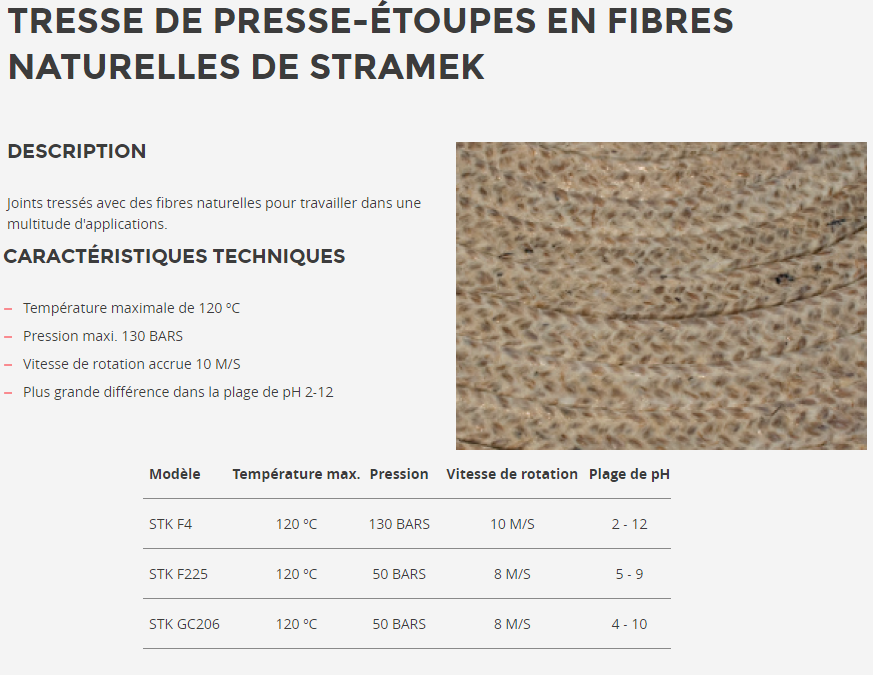 TRESSE DE PRESSE-ÉTOUPES EN FIBRES
NATURELLES DE STRAMEK
DESCRIPTION
Joints tressés avec des fibres naturelles pour travailler dans une
multitude d'applications.
CARACTÉRISTIQUES TECHNIQUES
– Température maximale de 120 ºC
– Pression maxi. 130 BARS
– Vitesse de rotation accrue 10 M/S
– Plus grande différence dans la plage de pH 2-12
Modèle Température max. Pression Vitesse de rotation Plage de pH
STK F4 120 ºC 130 BARS 10 M/S 2 - 12
STK F225 120 ºC 50 BARS 8 M/S 5 - 9
STK GC206 120 ºC 50 BARS 8 M/S 4 - 10